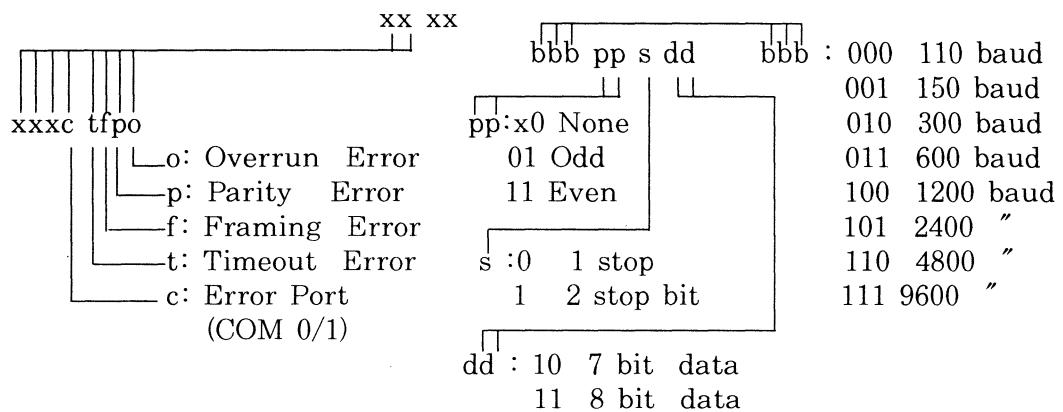 xx xx
xxxc tfpo
o: Overrun Error
p: Parity Error
f: Framing Error
t: Timeout Error
c: Error Port
(COM 0/1)
bbb pp s dd
pp:x0 None
01 Odd
11 Even
s :0 1 stop
1 2 stop bit
dd : 10 7 bit data
11 8 bit data
bbb : 000 110 baud
001 150 baud
010 300 baud
011 600 baud
100 1200 baud
101 2400 〃
110 4800 〃
111 9600 〃